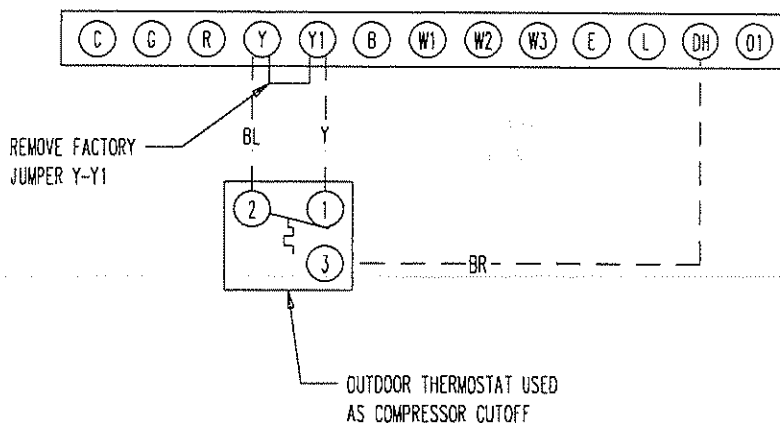 C G R Y Y1 B W1 W2 W3 E L DH O1
REMOVE FACTORY
JUMPER Y-Y1
BL Y
2 1
3
BR
OUTDOOR THERMOSTAT USED
AS COMPRESSOR CUTOFF